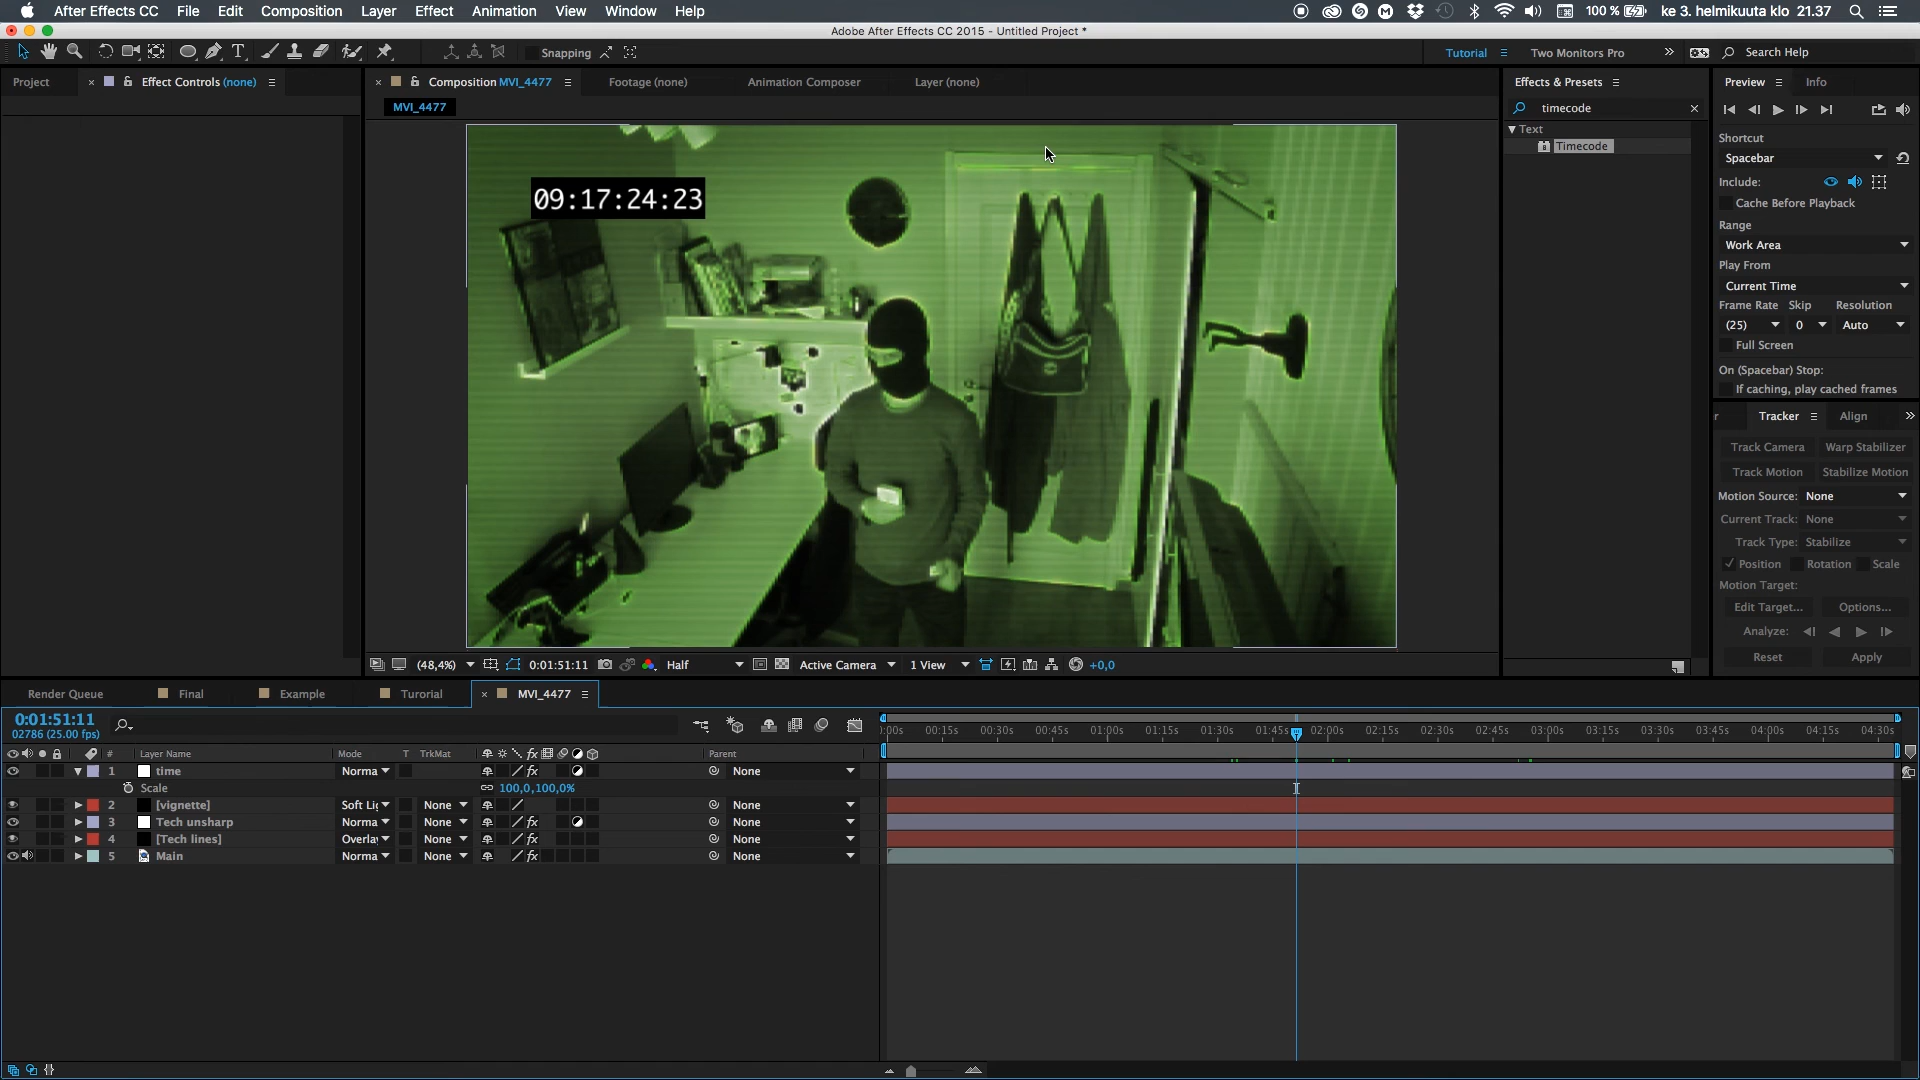 After Effects CC File Edit Composition Layer Effect Animation View Window Help 100 % ke 3. helmikuuta klo 21.37
Adobe After Effects CC 2015 - Untitled Project *
Snapping Tutorial Two Monitors Pro Search Help
Project Effect Controls (none) Composition MVI_4477 Footage (none) Animation Composer Layer (none) Effects & Presets Preview Info
MVI_4477
timecode
Text
Timecode
09:17:24:23
Shortcut
Spacebar
Include:
Cache Before Playback
Range
Work Area
Play From
Current Time
Frame Rate Skip Resolution
(25) 0 Auto
Full Screen
On (Spacebar) Stop:
If caching, play cached frames
Tracker Align
Track Camera Warp Stabilizer
Track Motion Stabilize Motion
Motion Source: None
Current Track: None
Track Type: Stabilize
Position Rotation Scale
Motion Target:
Edit Target... Options...
Analyze:
Reset Apply
(48,4%) 0:01:51:11 Half Active Camera 1 View +0,0
Render Queue Final Example Turorial MVI_4477
0:01:51:11
02786 (25.00 fps)
:00s 00:15s 00:30s 00:45s 01:00s 01:15s 01:30s 01:45s 02:00s 02:15s 02:30s 02:45s 03:00s 03:15s 03:30s 03:45s 04:00s 04:15s 04:30s
# Layer Name Mode T TrkMat Parent
1 time Norma fx None
Scale 100,0,100,0%
2 [vignette] Soft Lig None None
3 Tech unsharp Norma None fx None
4 [Tech lines] Overlay None fx None
5 Main Norma None fx None